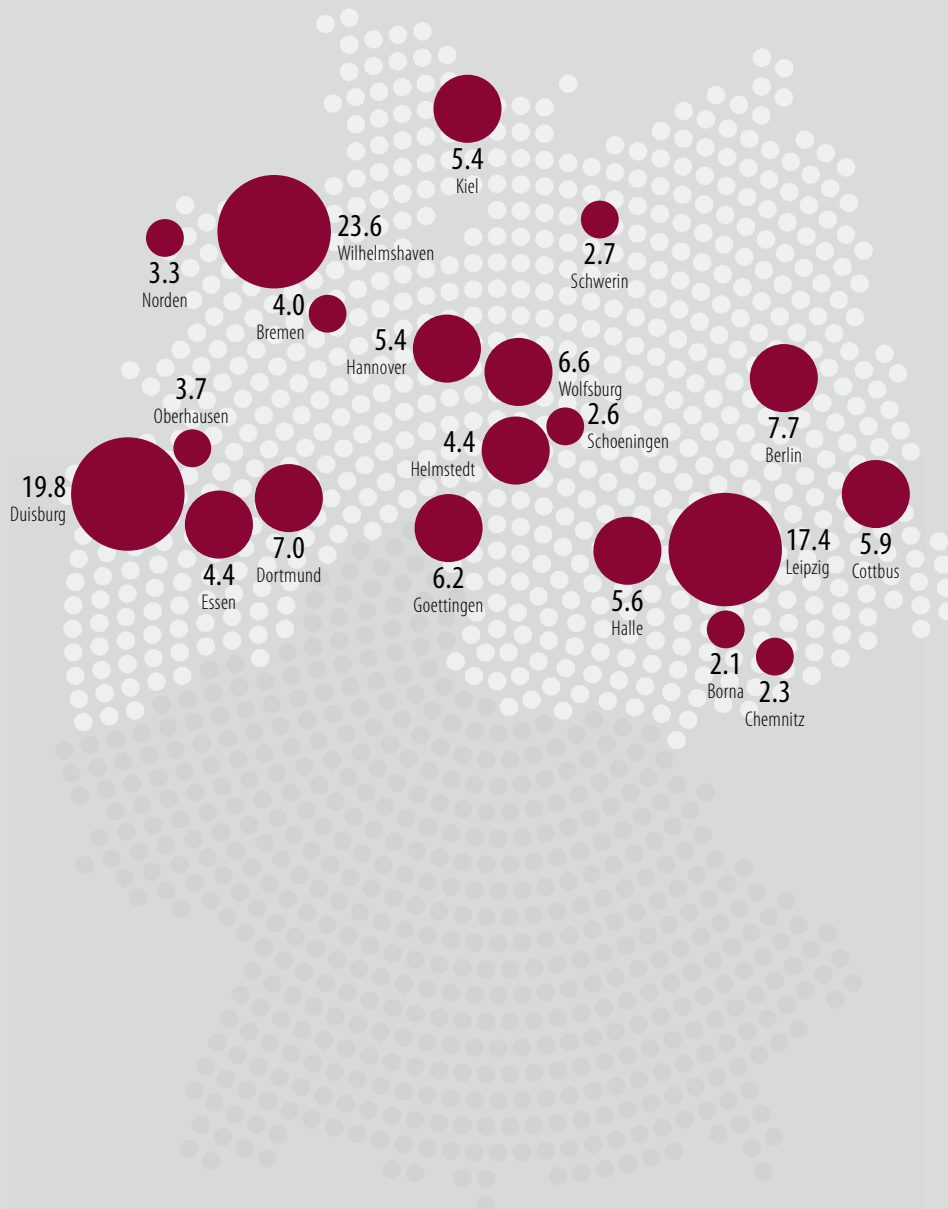 5.4
Kiel
23.6
Wilhelmshaven
2.7
Schwerin
3.3
Norden
4.0
Bremen
5.4
Hannover
6.6
Wolfsburg
7.7
Berlin
3.7
Oberhausen
2.6
Schoeningen
4.4
Helmstedt
19.8
Duisburg
7.0
Dortmund
4.4
Essen
6.2
Goettingen
5.6
Halle
17.4
Leipzig
5.9
Cottbus
2.1
Borna
2.3
Chemnitz